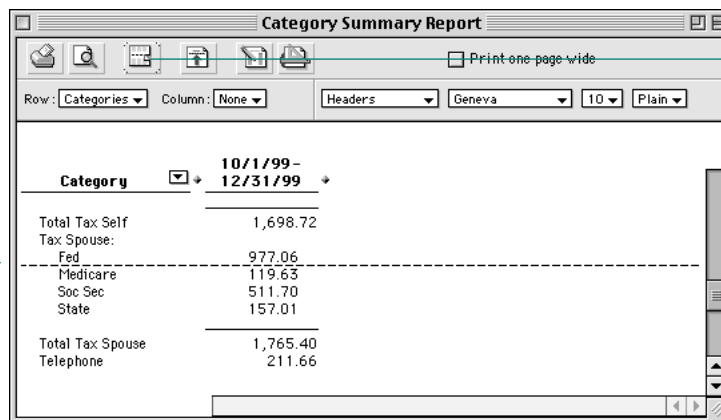 Category Summary Report
Print one page wide
Row: Categories Column: None Headers Geneva 10 Plain
10/1/99-
Category 12/31/99
Total Tax Self 1,698.72
Tax Spouse:
Fed 977.06
Medicare 119.63
Soc Sec 511.70
State 157.01
Total Tax Spouse 1,765.40
Telephone 211.66